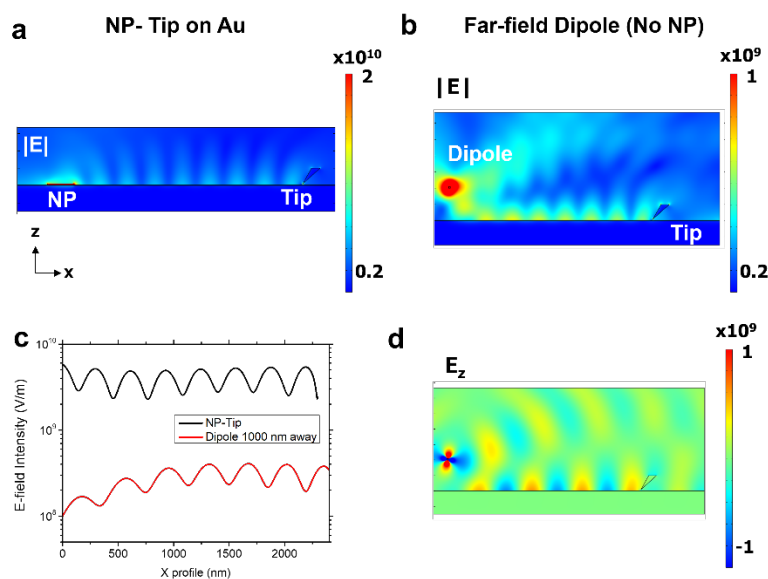 a
NP- Tip on Au
x10¹⁰
2
|E|
NP
Tip
0.2
z
x
b
Far-field Dipole (No NP)
x10⁹
1
|E|
Dipole
Tip
0.2
c
10¹⁰
10⁹
10⁸
E-field Intensity (V/m)
NP-Tip
Dipole 1000 nm away
0 500 1000 1500 2000
X profile (nm)
d
x10⁹
1
E_z
-1